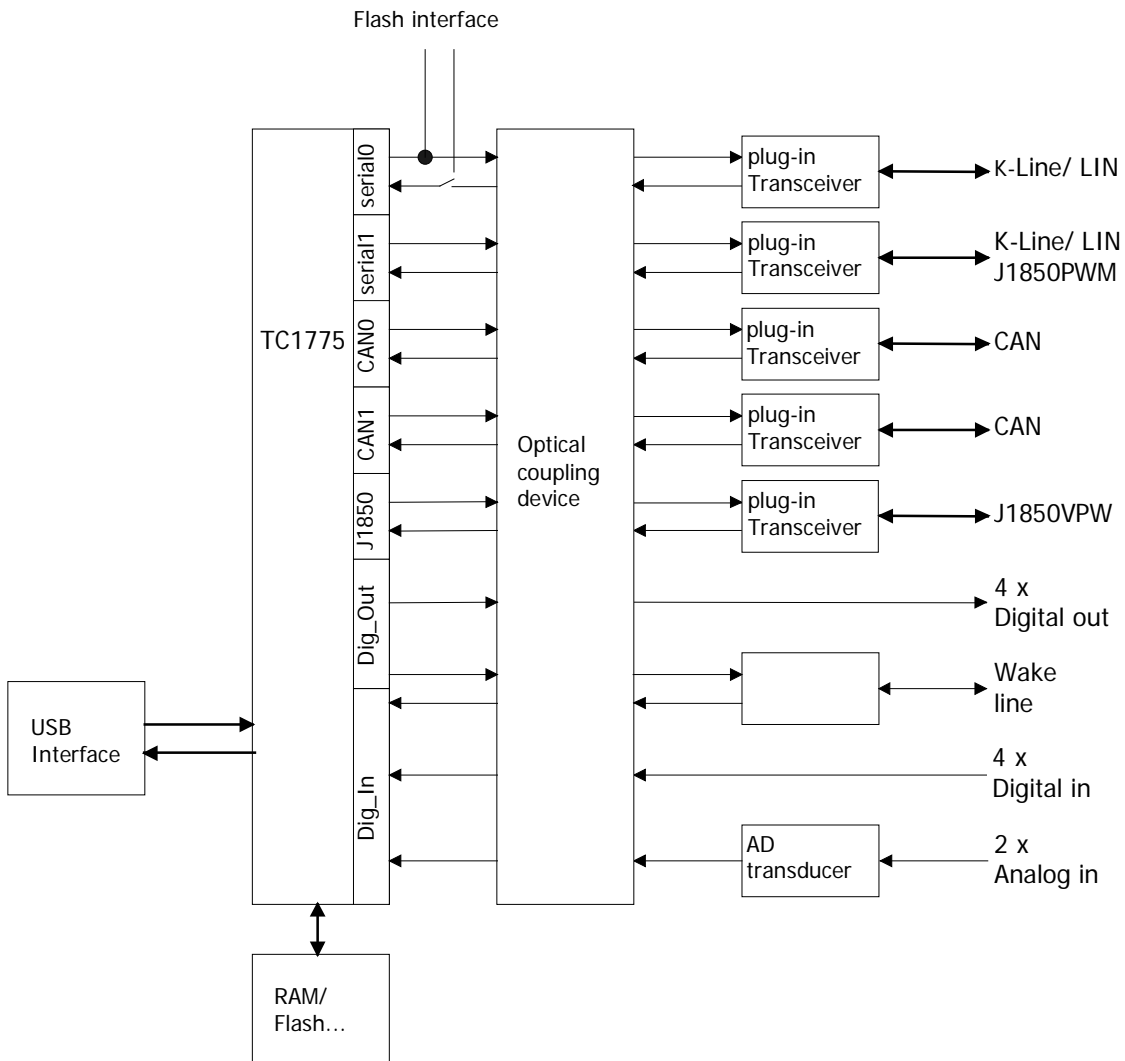 Flash interface
serial0
plug-in
Transceiver
K-Line/ LIN
serial1
plug-in
Transceiver
K-Line/ LIN
J1850PWM
TC1775
CAN0
plug-in
Transceiver
CAN
CAN1
Optical
coupling
device
plug-in
Transceiver
CAN
J1850
plug-in
Transceiver
J1850VPW
Dig_Out
4 x
Digital out
Wake
line
USB
Interface
Dig_In
4 x
Digital in
AD
transducer
2 x
Analog in
RAM/
Flash...